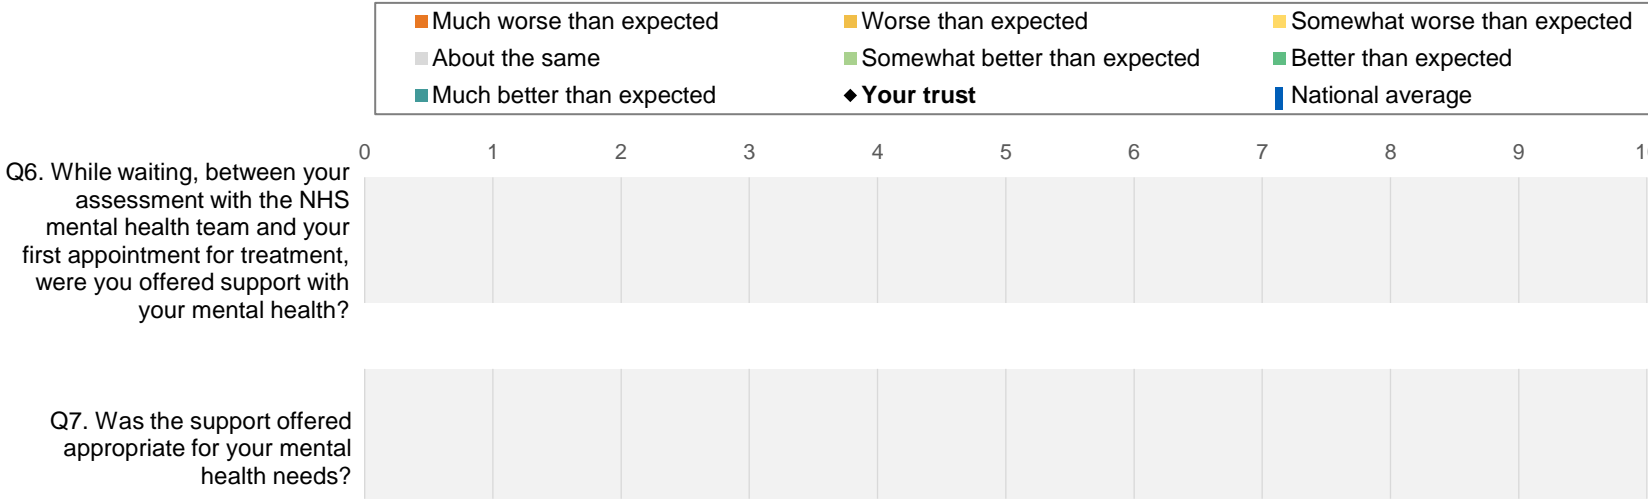 Much worse than expected
Worse than expected
Somewhat worse than expected
About the same
Somewhat better than expected
Better than expected
Much better than expected
Your trust
National average
0 1 2 3 4 5 6 7 8 9
Q6. While waiting, between your
assessment with the NHS
mental health team and your
first appointment for treatment,
were you offered support with
your mental health?
Q7. Was the support offered
appropriate for your mental
health needs?